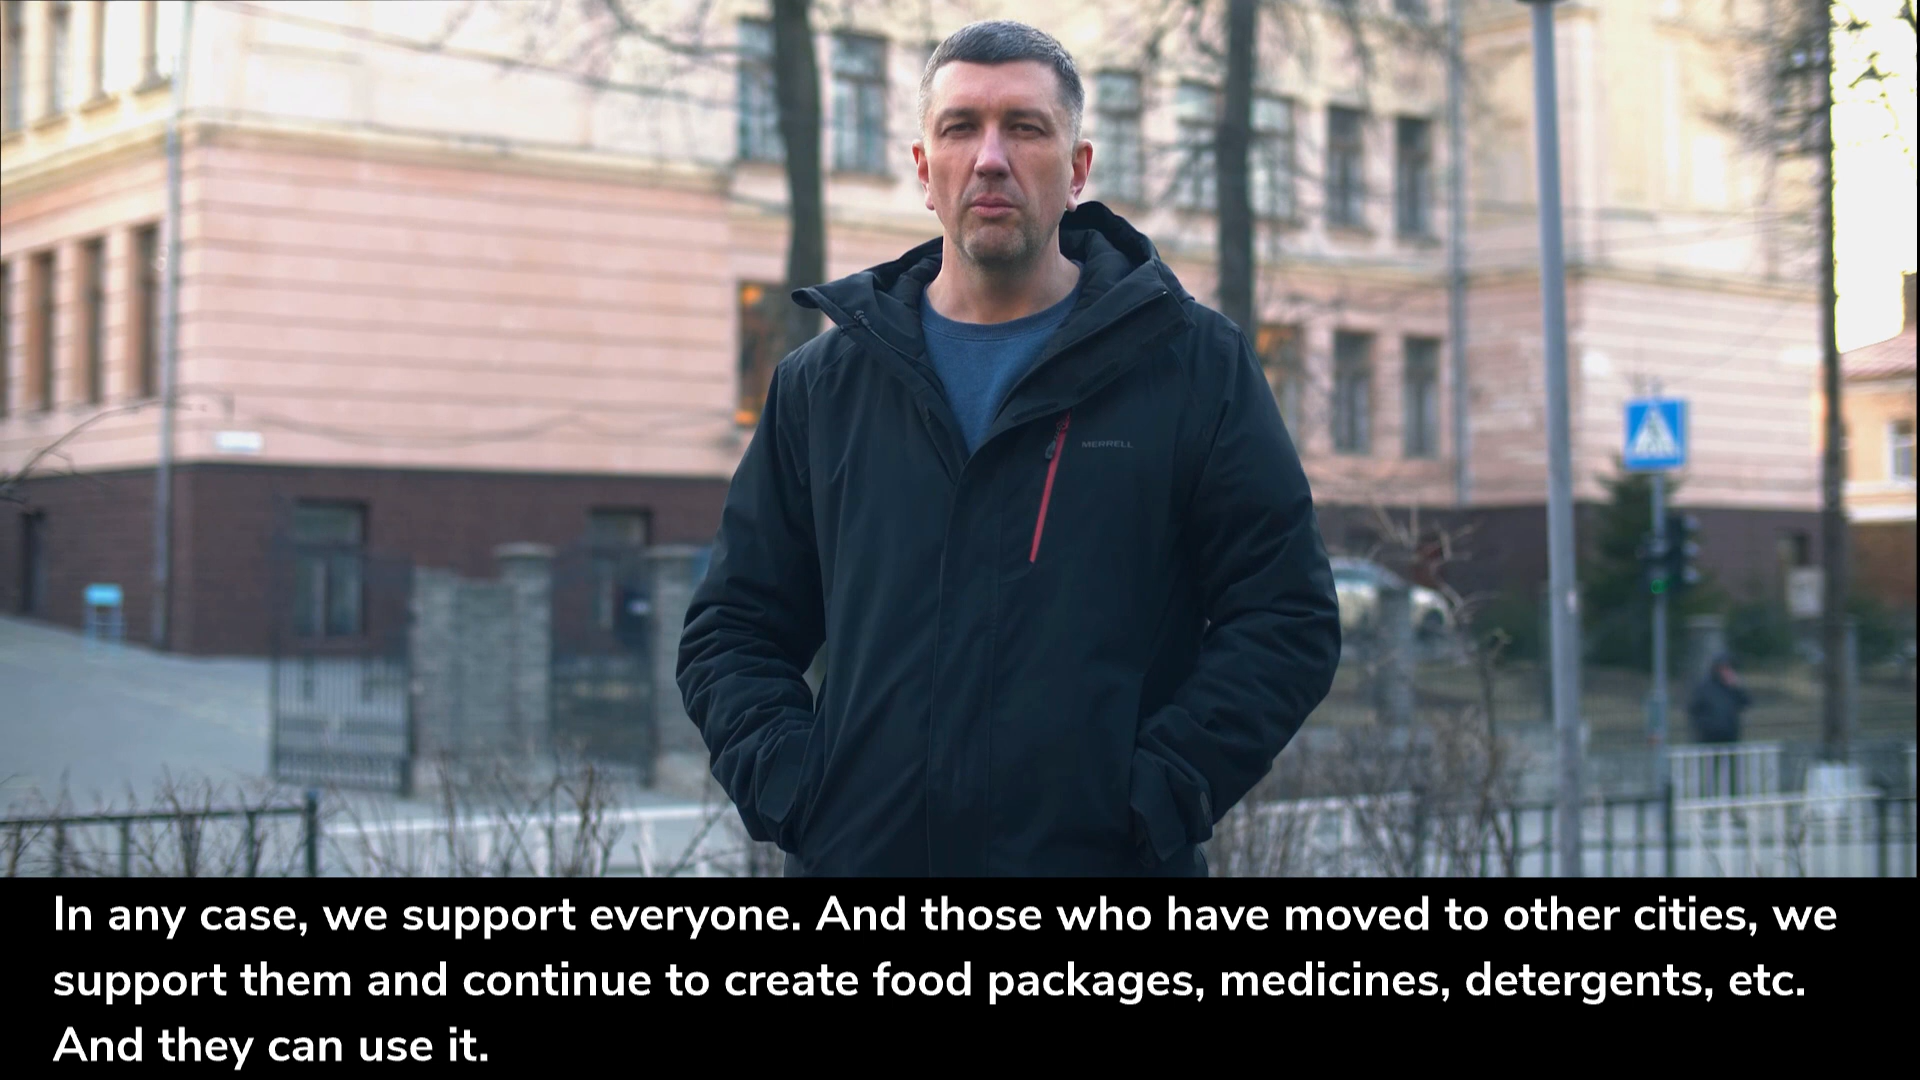 MERRELL
In any case, we support everyone. And those who have moved to other cities, we
support them and continue to create food packages, medicines, detergents, etc.
And they can use it.